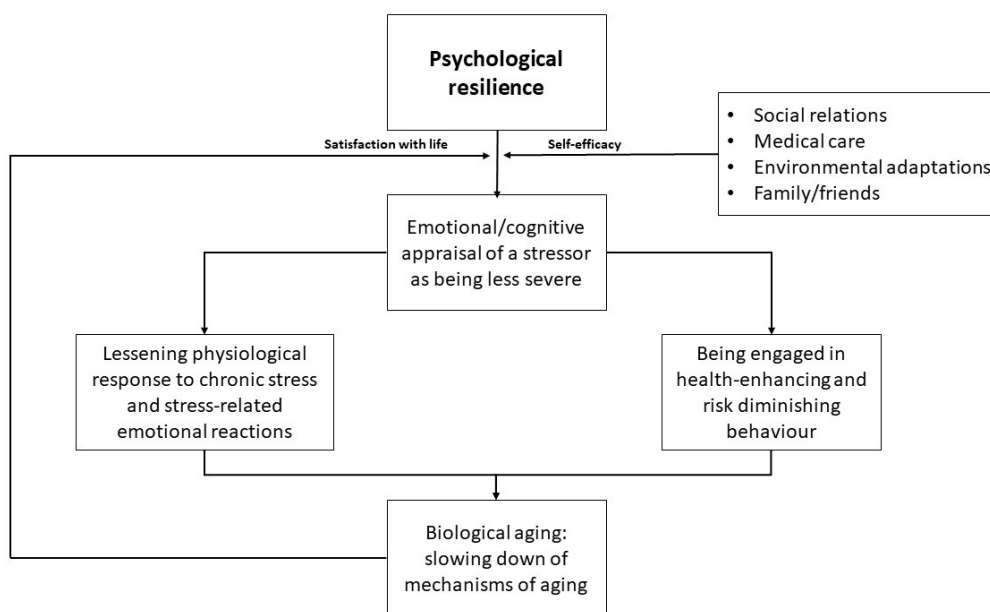 Psychological
resilience
Satisfaction with life
Self-efficacy
• Social relations
• Medical care
• Environmental adaptations
• Family/friends
Emotional/cognitive
appraisal of a stressor
as being less severe
Lessening physiological
response to chronic stress
and stress-related
emotional reactions
Being engaged in
health-enhancing and
risk diminishing
behaviour
Biological aging:
slowing down of
mechanisms of aging